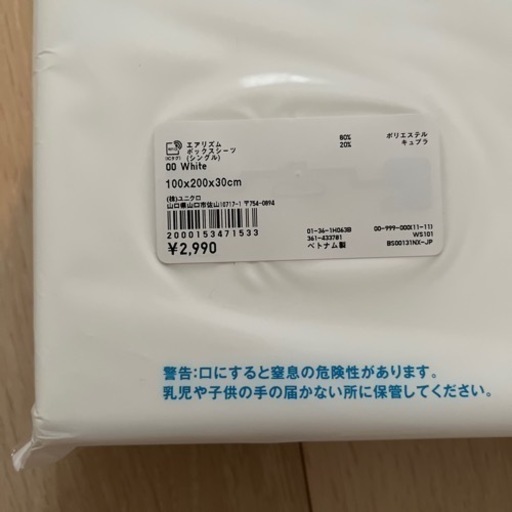 (ICタグ)
エアリズム
ボックスシーツ
(シングル)
00 White
80% ポリエステル
20% キュプラ
100x200x30cm
(株)ユニクロ
山口県山口市佐山10717-1 〒754-0894
2000153471533
¥2,990
01-36-1H063B
361-433781
ベトナム製
00-999-000(11-11)
WS101
BS00131NX-JP
警告:口にすると窒息の危険性があります。
乳児や子供の手の届かない所に保管してください。